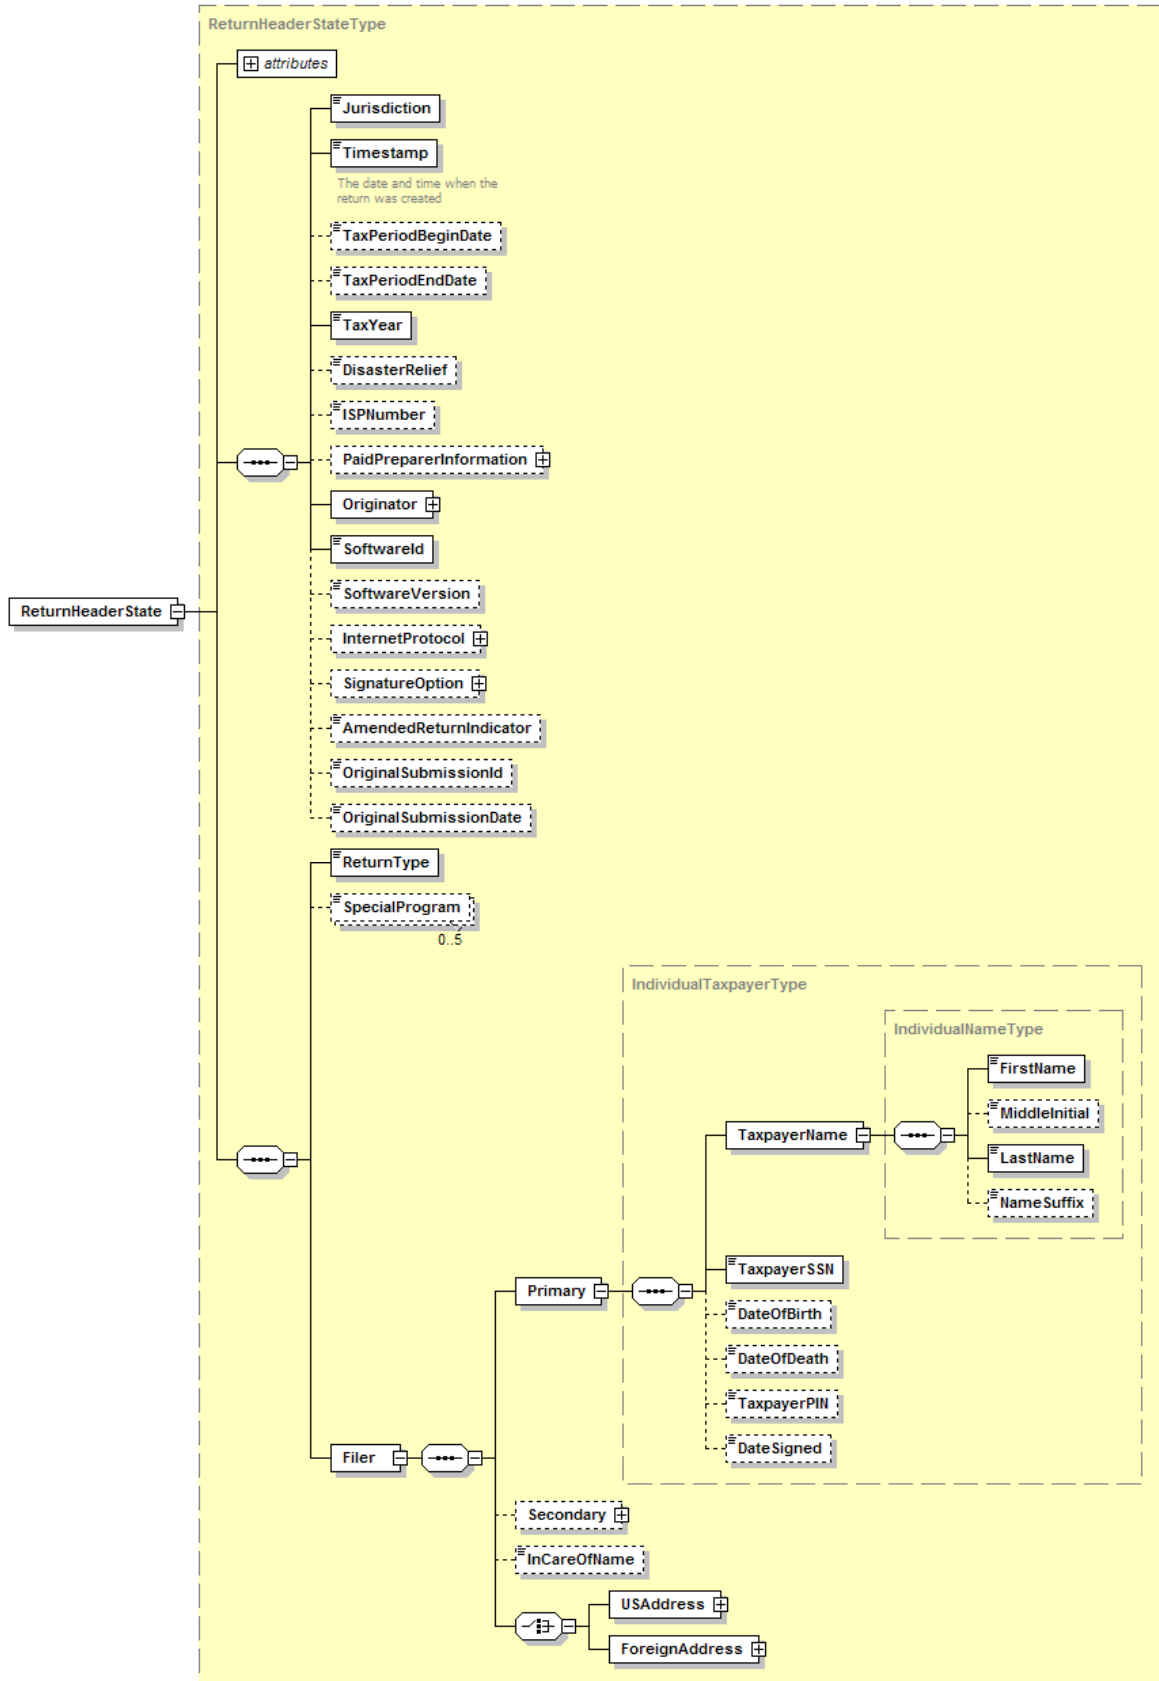 ReturnHeaderStateType
attributes
Jurisdiction
Timestamp
The date and time when the
return was created
TaxPeriodBeginDate
TaxPeriodEndDate
TaxYear
DisasterRelief
ISPNumber
PaidPreparerInformation
Originator
SoftwareId
SoftwareVersion
ReturnHeaderState
InternetProtocol
SignatureOption
AmendedReturnIndicator
OriginalSubmissionId
OriginalSubmissionDate
ReturnType
SpecialProgram
0..5
IndividualTaxpayerType
IndividualNameType
FirstName
MiddleInitial
TaxpayerName
LastName
NameSuffix
TaxpayerSSN
Primary
DateOfBirth
DateOfDeath
TaxpayerPIN
DateSigned
Filer
Secondary
InCareOfName
USAddress
ForeignAddress